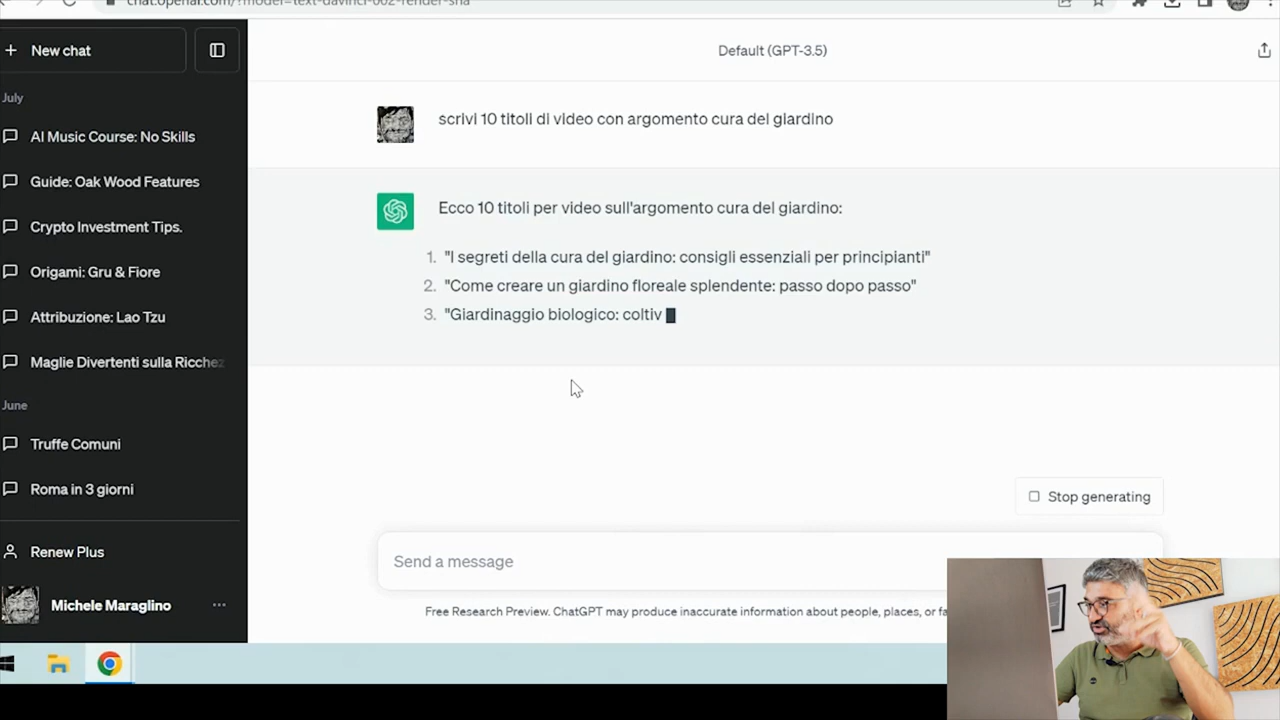 chat.openai.com/?model=text-davinci-002-render-sha
New chat
Default (GPT-3.5)
July
AI Music Course: No Skills
Guide: Oak Wood Features
Crypto Investment Tips.
Origami: Gru & Fiore
Attribuzione: Lao Tzu
Maglie Divertenti sulla Ricchez
June
Truffe Comuni
Roma in 3 giorni
Renew Plus
Michele Maraglino
scrivi 10 titoli di video con argomento cura del giardino
Ecco 10 titoli per video sull'argomento cura del giardino:
1. "I segreti della cura del giardino: consigli essenziali per principianti"
2. "Come creare un giardino floreale splendente: passo dopo passo"
3. "Giardinaggio biologico: coltiv
Stop generating
Send a message
Free Research Preview. ChatGPT may produce inaccurate information about people, places, or fa